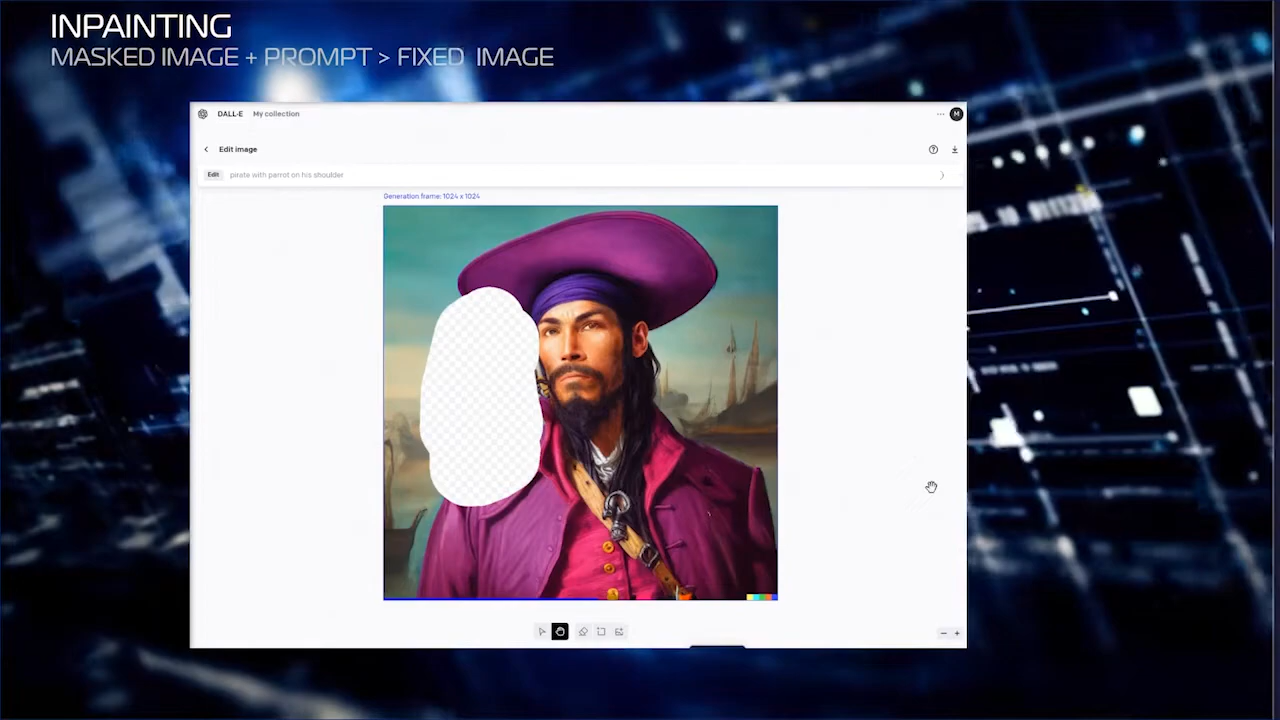 INPAINTING
MASKED IMAGE + PROMPT > FIXED IMAGE
DALL·E My collection
M
Edit image
Edit pirate with parrot on his shoulder
Generation frame: 1024 x 1024